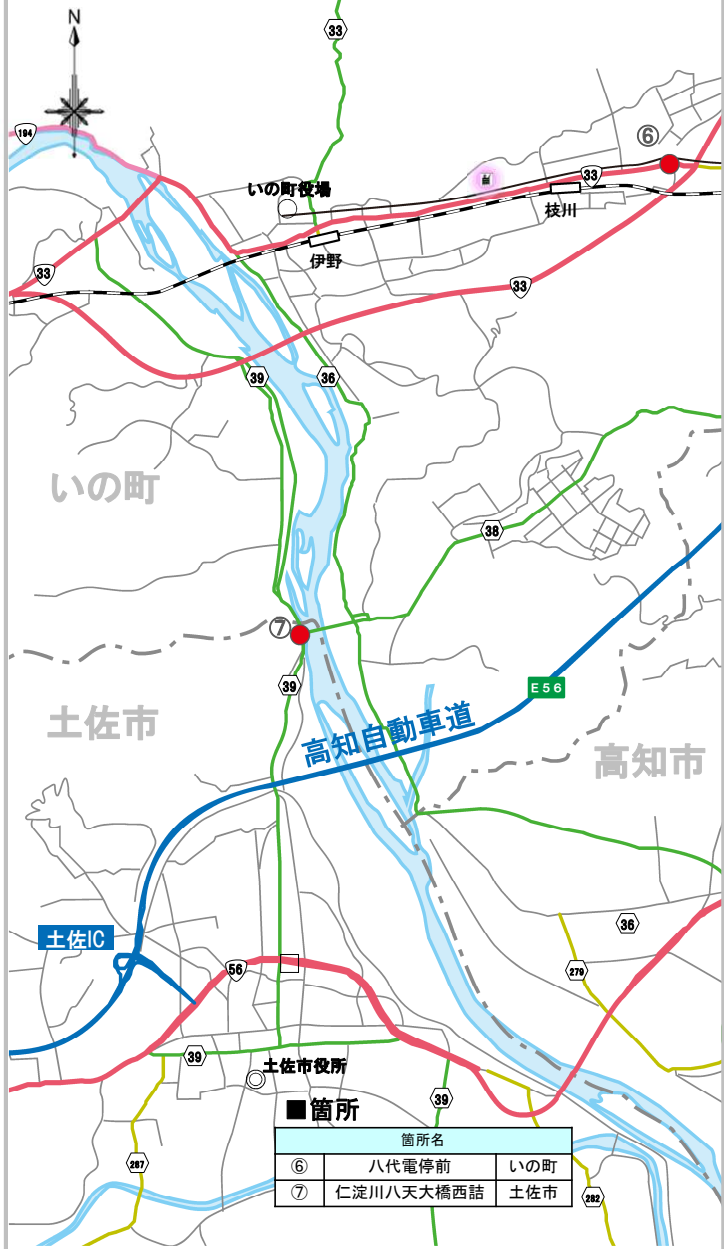 N
33
194
⑥
いの町役場
33
枝川
伊野
33
33
39
36
いの町
38
⑦
39
E56
土佐市
高知自動車道
高知市
36
土佐IC
56
279
39
土佐市役所
39
■箇所
箇所名
⑥ 八代電停前 いの町
⑦ 仁淀川八天大橋西詰 土佐市
287
282